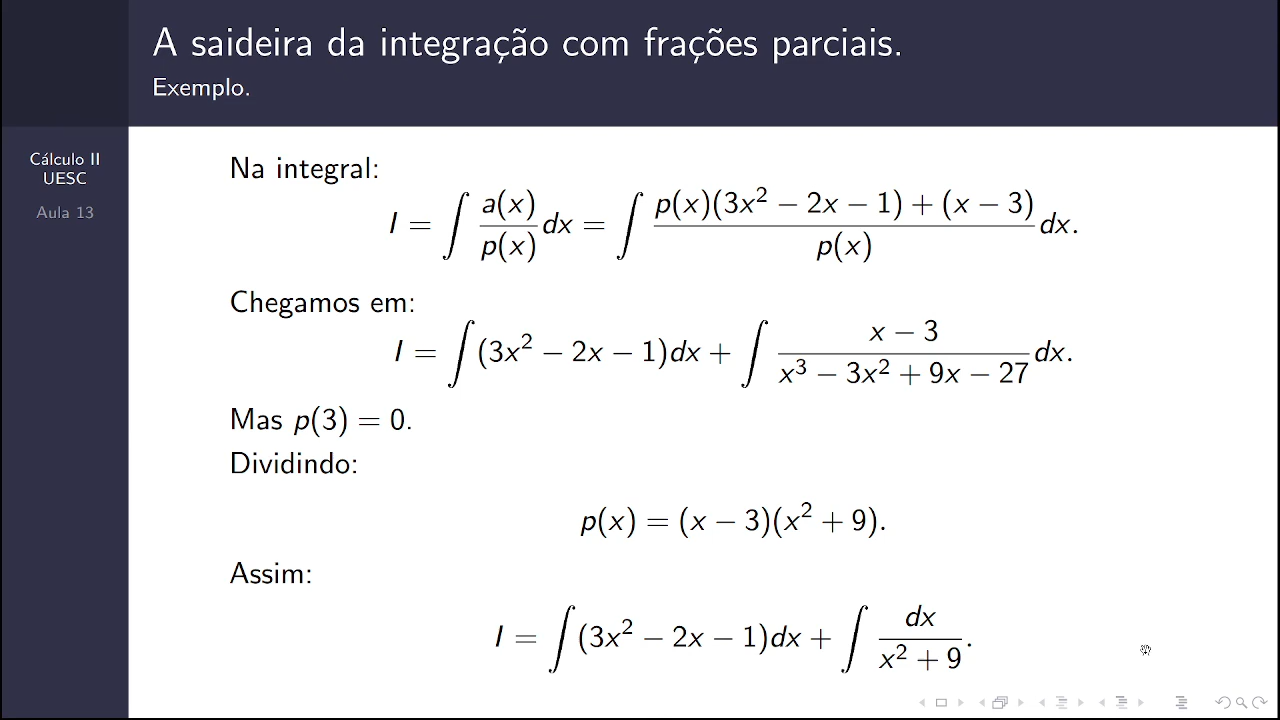 A saideira da integração com frações parciais.
Exemplo.
Cálculo II
UESC
Aula 13
Na integral:
I = ∫ a(x)/p(x) dx = ∫ (p(x)(3x² − 2x − 1) + (x − 3))/p(x) dx.
Chegamos em:
I = ∫ (3x² − 2x − 1)dx + ∫ (x − 3)/(x³ − 3x² + 9x − 27) dx.
Mas p(3) = 0.
Dividindo:
p(x) = (x − 3)(x² + 9).
Assim:
I = ∫ (3x² − 2x − 1)dx + ∫ dx/(x² + 9).